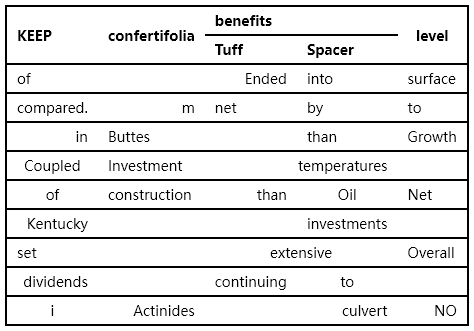 KEEP confertifolia benefits level
Tuff Spacer
of Ended into surface
compared. m net by to
in Buttes than Growth
Coupled Investment temperatures
of construction than Oil Net
Kentucky investments
set extensive Overall
dividends continuing to
i Actinides culvert NO